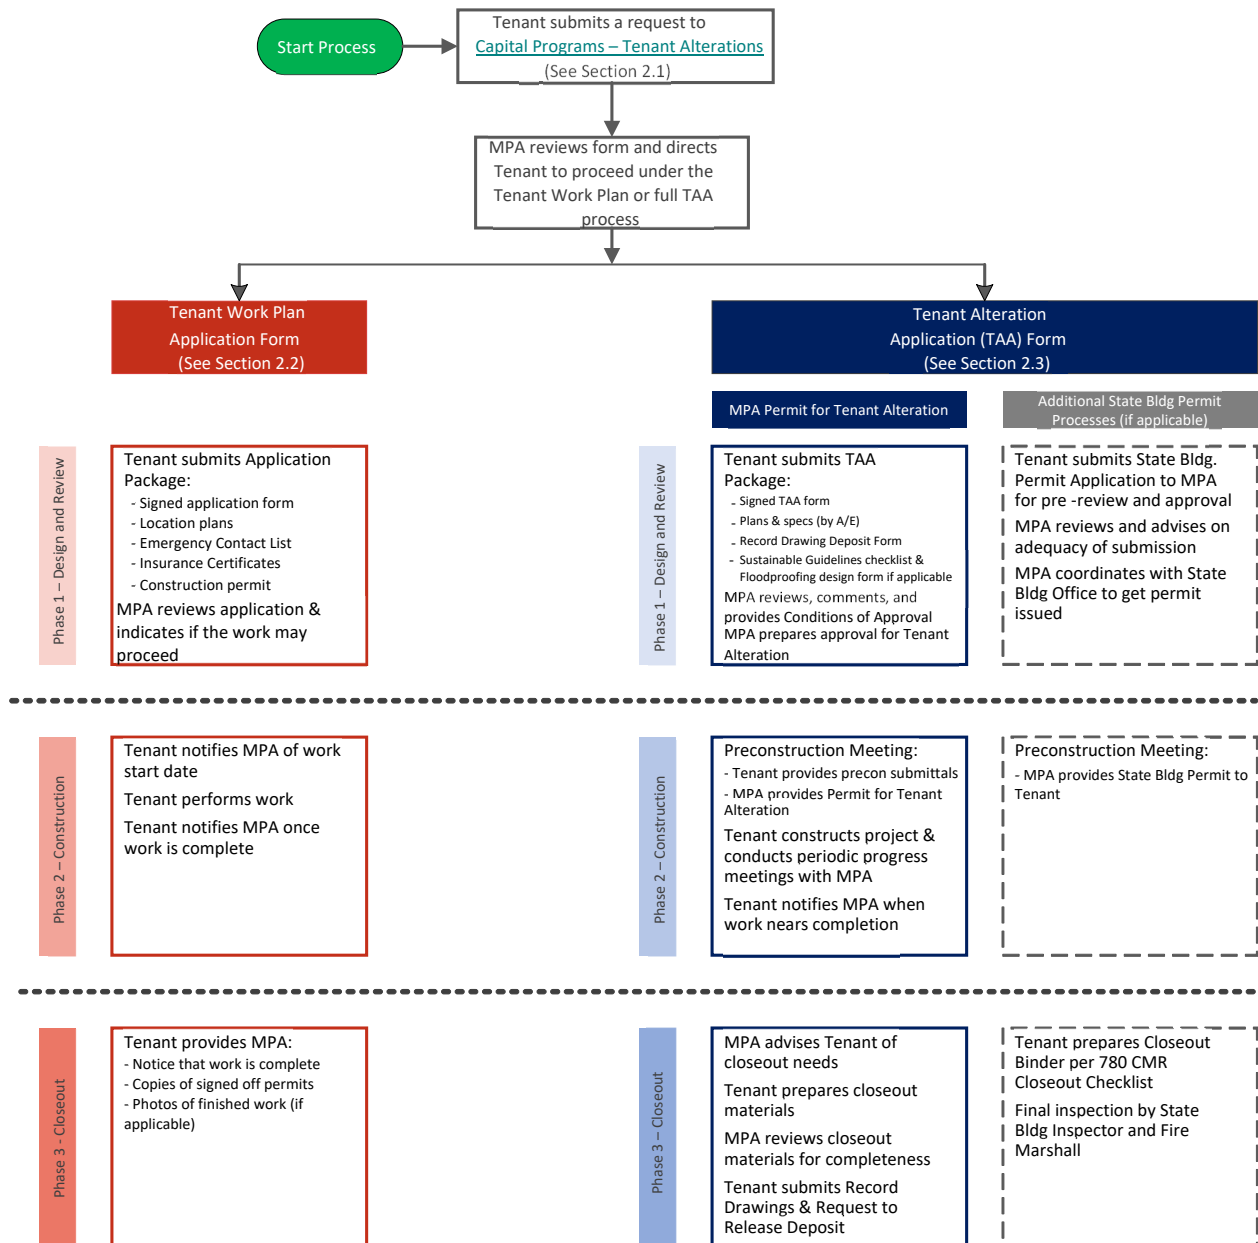 Start Process
Tenant submits a request to
Capital Programs – Tenant Alterations
(See Section 2.1)
MPA reviews form and directs
Tenant to proceed under the
Tenant Work Plan or full TAA
process
Tenant Work Plan
Application Form
(See Section 2.2)
Tenant Alteration
Application (TAA) Form
(See Section 2.3)
MPA Permit for Tenant Alteration
Additional State Bldg Permit
Processes (if applicable)
Phase 1 – Design and Review
Tenant submits Application
Package:
- Signed application form
- Location plans
- Emergency Contact List
- Insurance Certificates
- Construction permit
MPA reviews application &
indicates if the work may
proceed
Phase 1 – Design and Review
Tenant submits TAA
Package:
- Signed TAA form
- Plans & specs (by A/E)
- Record Drawing Deposit Form
- Sustainable Guidelines checklist &
Floodproofing design form if applicable
MPA reviews, comments, and
provides Conditions of Approval
MPA prepares approval for Tenant
Alteration
Tenant submits State Bldg.
Permit Application to MPA
for pre -review and approval
MPA reviews and advises on
adequacy of submission
MPA coordinates with State
Bldg Office to get permit
issued
Phase 2 – Construction
Tenant notifies MPA of work
start date
Tenant performs work
Tenant notifies MPA once
work is complete
Phase 2 – Construction
Preconstruction Meeting:
- Tenant provides precon submittals
- MPA provides Permit for Tenant
Alteration
Tenant constructs project &
conducts periodic progress
meetings with MPA
Tenant notifies MPA when
work nears completion
Preconstruction Meeting:
- MPA provides State Bldg Permit to
Tenant
Phase 3 - Closeout
Tenant provides MPA:
- Notice that work is complete
- Copies of signed off permits
- Photos of finished work (if
applicable)
Phase 3 – Closeout
MPA advises Tenant of
closeout needs
Tenant prepares closeout
materials
MPA reviews closeout
materials for completeness
Tenant submits Record
Drawings & Request to
Release Deposit
Tenant prepares Closeout
Binder per 780 CMR
Closeout Checklist
Final inspection by State
Bldg Inspector and Fire
Marshall